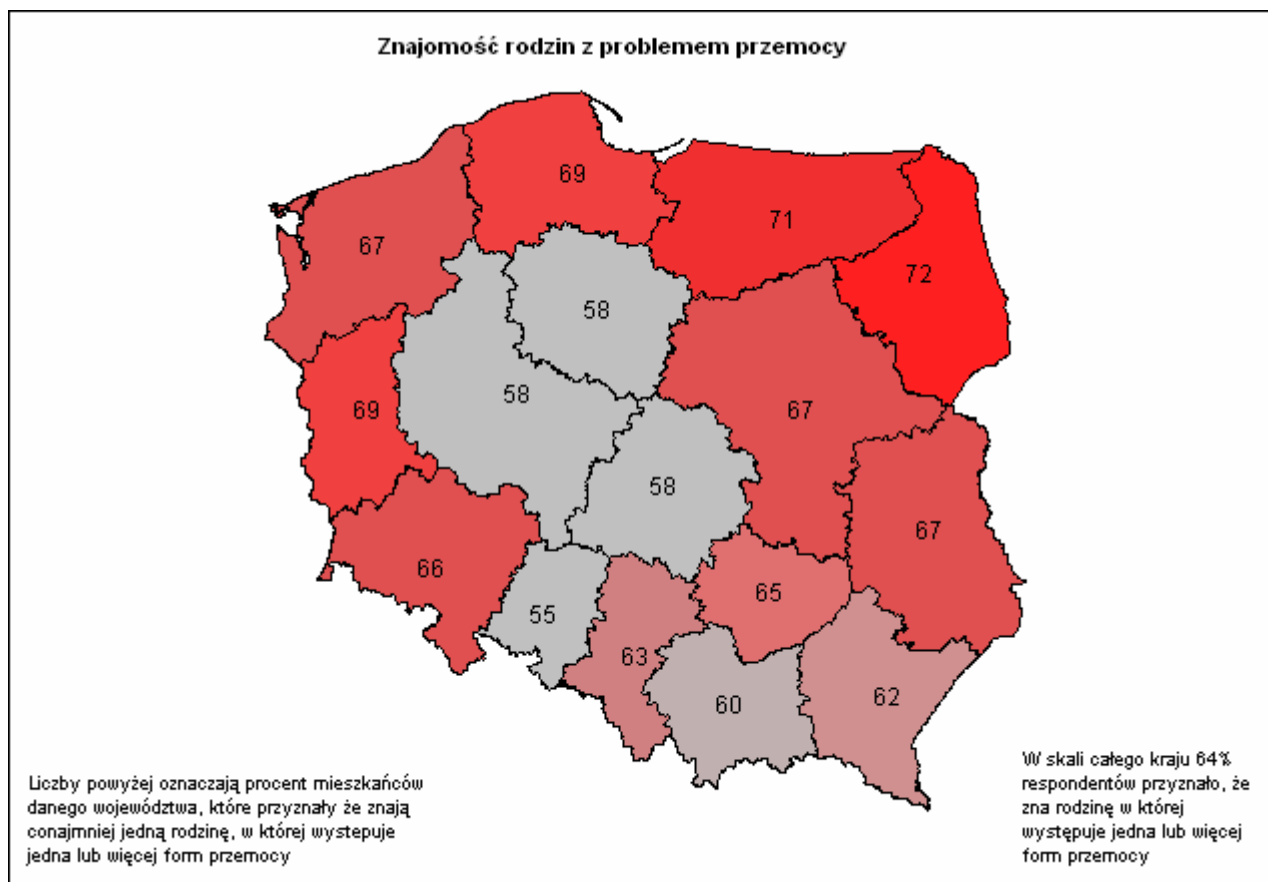 Znajomość rodzin z problemem przemocy
69
71
67
72
58
58
69
67
58
67
66
65
55
63
62
60
Liczby powyżej oznaczają procent mieszkańców
danego województwa, które przyznały że znają
conajmniej jedną rodzinę, w której wystepuje
jedna lub więcej form przemocy
W skali całego kraju 64%
respondentów przyznało, że
zna rodzinę w której
występuje jedna lub więcej
form przemocy